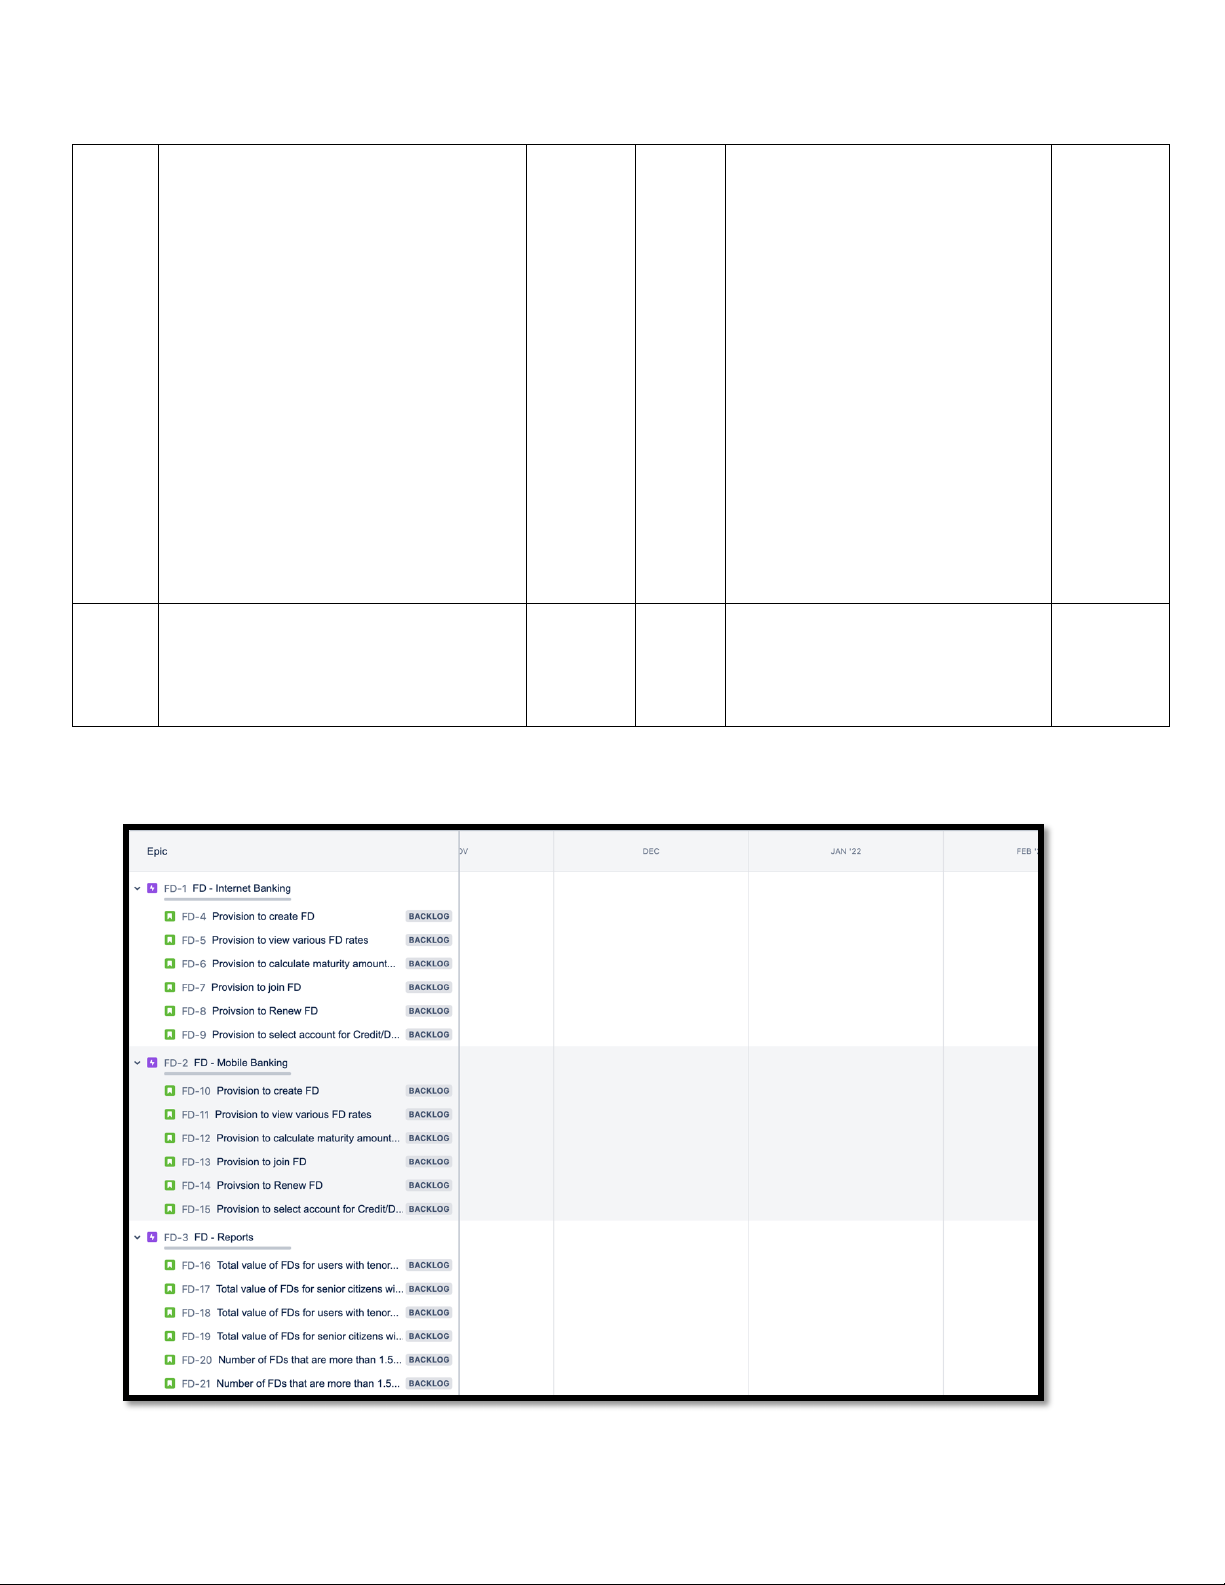 Epic OV DEC JAN '22 FEB '
FD-1 FD - Internet Banking
FD-4 Provision to create FD BACKLOG
FD-5 Provision to view various FD rates BACKLOG
FD-6 Provision to calculate maturity amount... BACKLOG
FD-7 Provision to join FD BACKLOG
FD-8 Proivsion to Renew FD BACKLOG
FD-9 Provision to select account for Credit/D... BACKLOG
FD-2 FD - Mobile Banking
FD-10 Provision to create FD BACKLOG
FD-11 Provision to view various FD rates BACKLOG
FD-12 Provision to calculate maturity amount... BACKLOG
FD-13 Provision to join FD BACKLOG
FD-14 Proivsion to Renew FD BACKLOG
FD-15 Provision to select account for Credit/D... BACKLOG
FD-3 FD - Reports
FD-16 Total value of FDs for users with tenor... BACKLOG
FD-17 Total value of FDs for senior citizens wi... BACKLOG
FD-18 Total value of FDs for users with tenor... BACKLOG
FD-19 Total value of FDs for senior citizens wi... BACKLOG
FD-20 Number of FDs that are more than 1.5... BACKLOG
FD-21 Number of FDs that are more than 1.5... BACKLOG